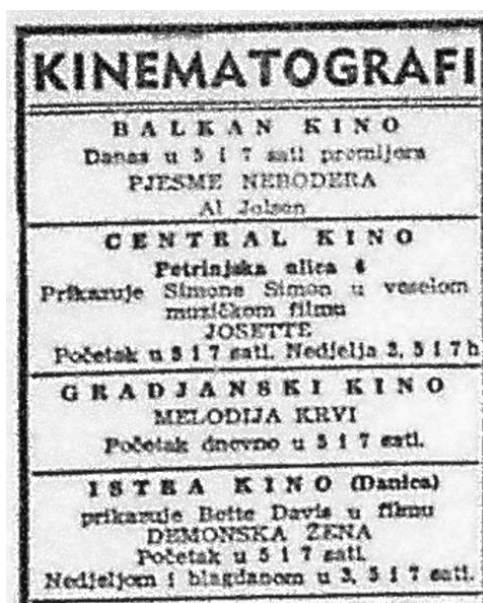 KINEMATOGRAFI
BALKAN KINO
Danas u 5 i 7 sati premijera
PJESME NEBODERA
Al Jolson
CENTRAL KINO
Petrinjska ulica 4
Prikazuje Simone Simon u veselom
muzičkom filmu
JOSETTE
Početak u 5 i 7 sati. Nedjelja 3, 5 i 7 h
GRADJANSKI KINO
MELODIJA KRVI
Početak dnevno u 5 i 7 sati.
ISTRA KINO (Danica)
prikazuje Bette Davis u filmu
DEMONSKA ŽENA
Početak u 5 i 7 sati.
Nedjeljom i blagdanom u 3, 5 i 7 sati.